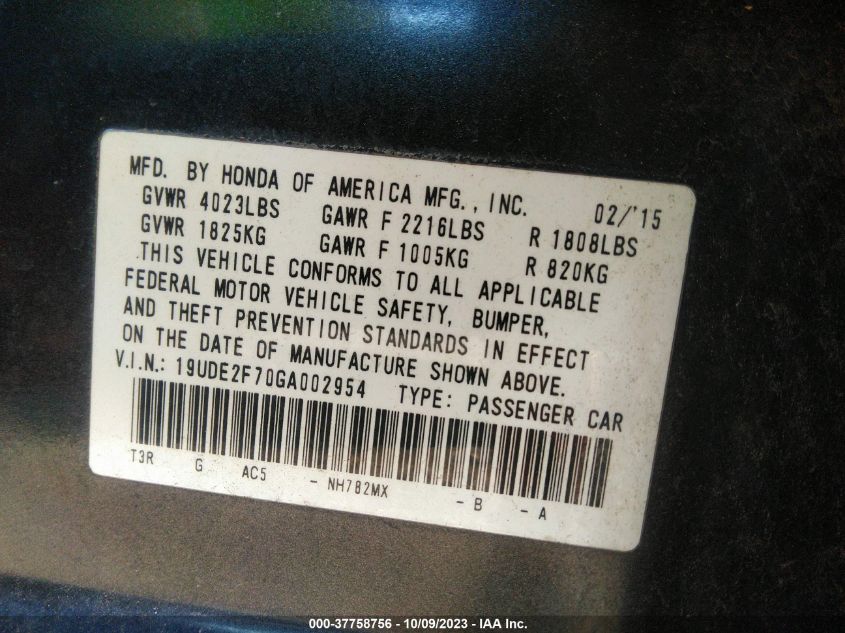 MFD. BY HONDA OF AMERICA MFG., INC. 02/'15
GVWR 4023LBS GAWR F 2216LBS R 1808LBS
GVWR 1825KG GAWR F 1005KG R 820KG
THIS VEHICLE CONFORMS TO ALL APPLICABLE
FEDERAL MOTOR VEHICLE SAFETY, BUMPER,
AND THEFT PREVENTION STANDARDS IN EFFECT
ON THE DATE OF MANUFACTURE SHOWN ABOVE.
V.I.N.: 19UDE2F70GA002954 TYPE: PASSENGER CAR
T3R G AC5 - NH782MX - B - A
000-37758756 - 10/09/2023 - IAA Inc.